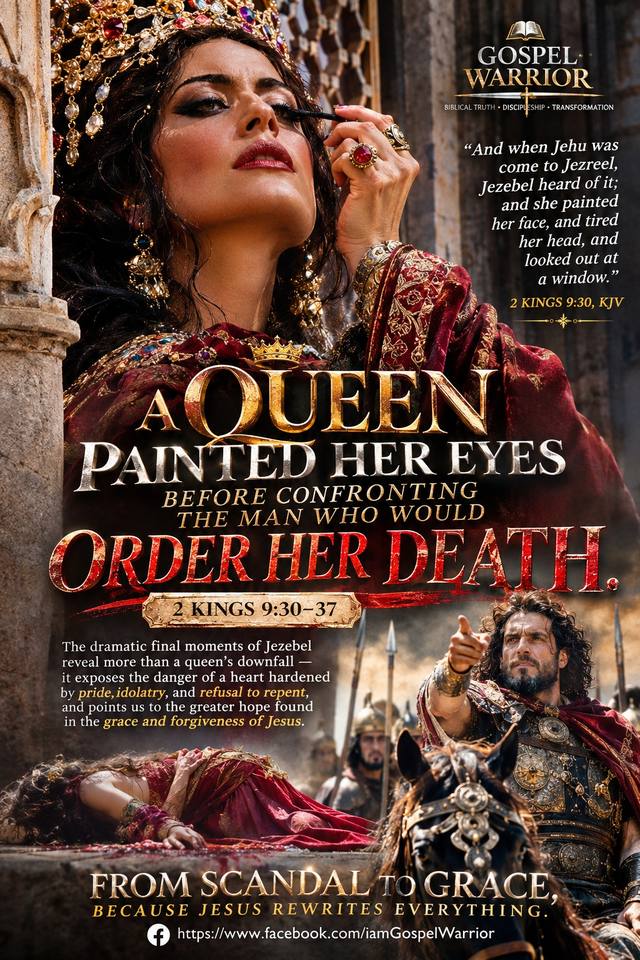 GOSPEL
WARRIOR
BIBLICAL TRUTH • DISCIPLESHIP • TRANSFORMATION
“And when Jehu was
come to Jezreel,
Jezebel heard of it;
and she painted
her face, and tired
her head, and
looked out at
a window.”
2 KINGS 9:30, KJV
A QUEEN
PAINTED HER EYES
BEFORE CONFRONTING
THE MAN WHO WOULD
ORDER HER DEATH.
2 KINGS 9:30–37
The dramatic final moments of Jezebel
reveal more than a queen’s downfall —
it exposes the danger of a heart hardened
by pride, idolatry, and refusal to repent,
and points us to the greater hope found
in the grace and forgiveness of Jesus.
FROM SCANDAL TO GRACE,
BECAUSE JESUS REWRITES EVERYTHING.
https://www.facebook.com/iamGospelWarrior